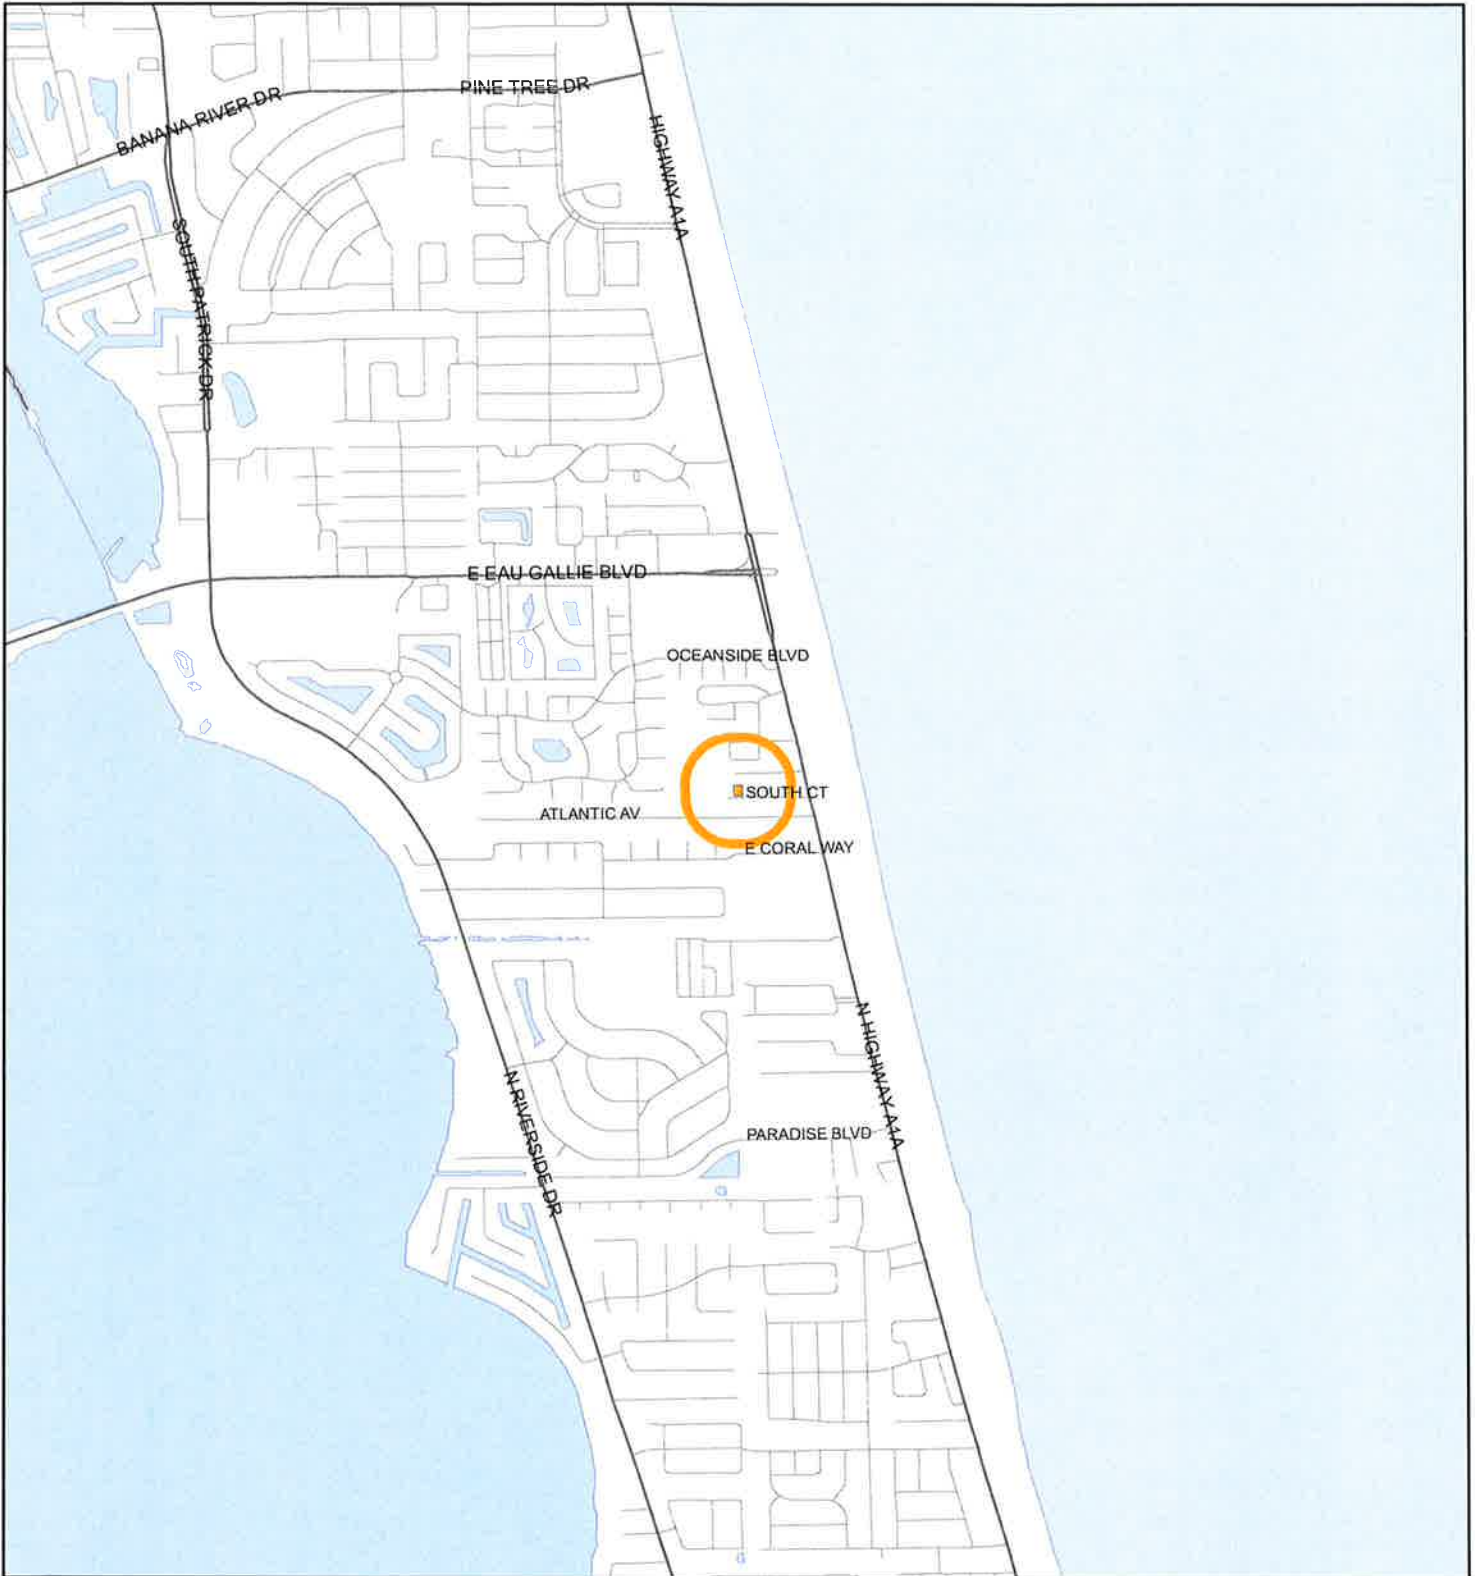 PINE TREE DR
BANANA RIVER DR
HIGHWAY A1A
SOUTH PATRICK DR
E EAU GALLIE BLVD
OCEANSIDE BLVD
SOUTH CT
ATLANTIC AV
E CORAL WAY
N HIGHWAY A1A
N RIVERSIDE DR
PARADISE BLVD